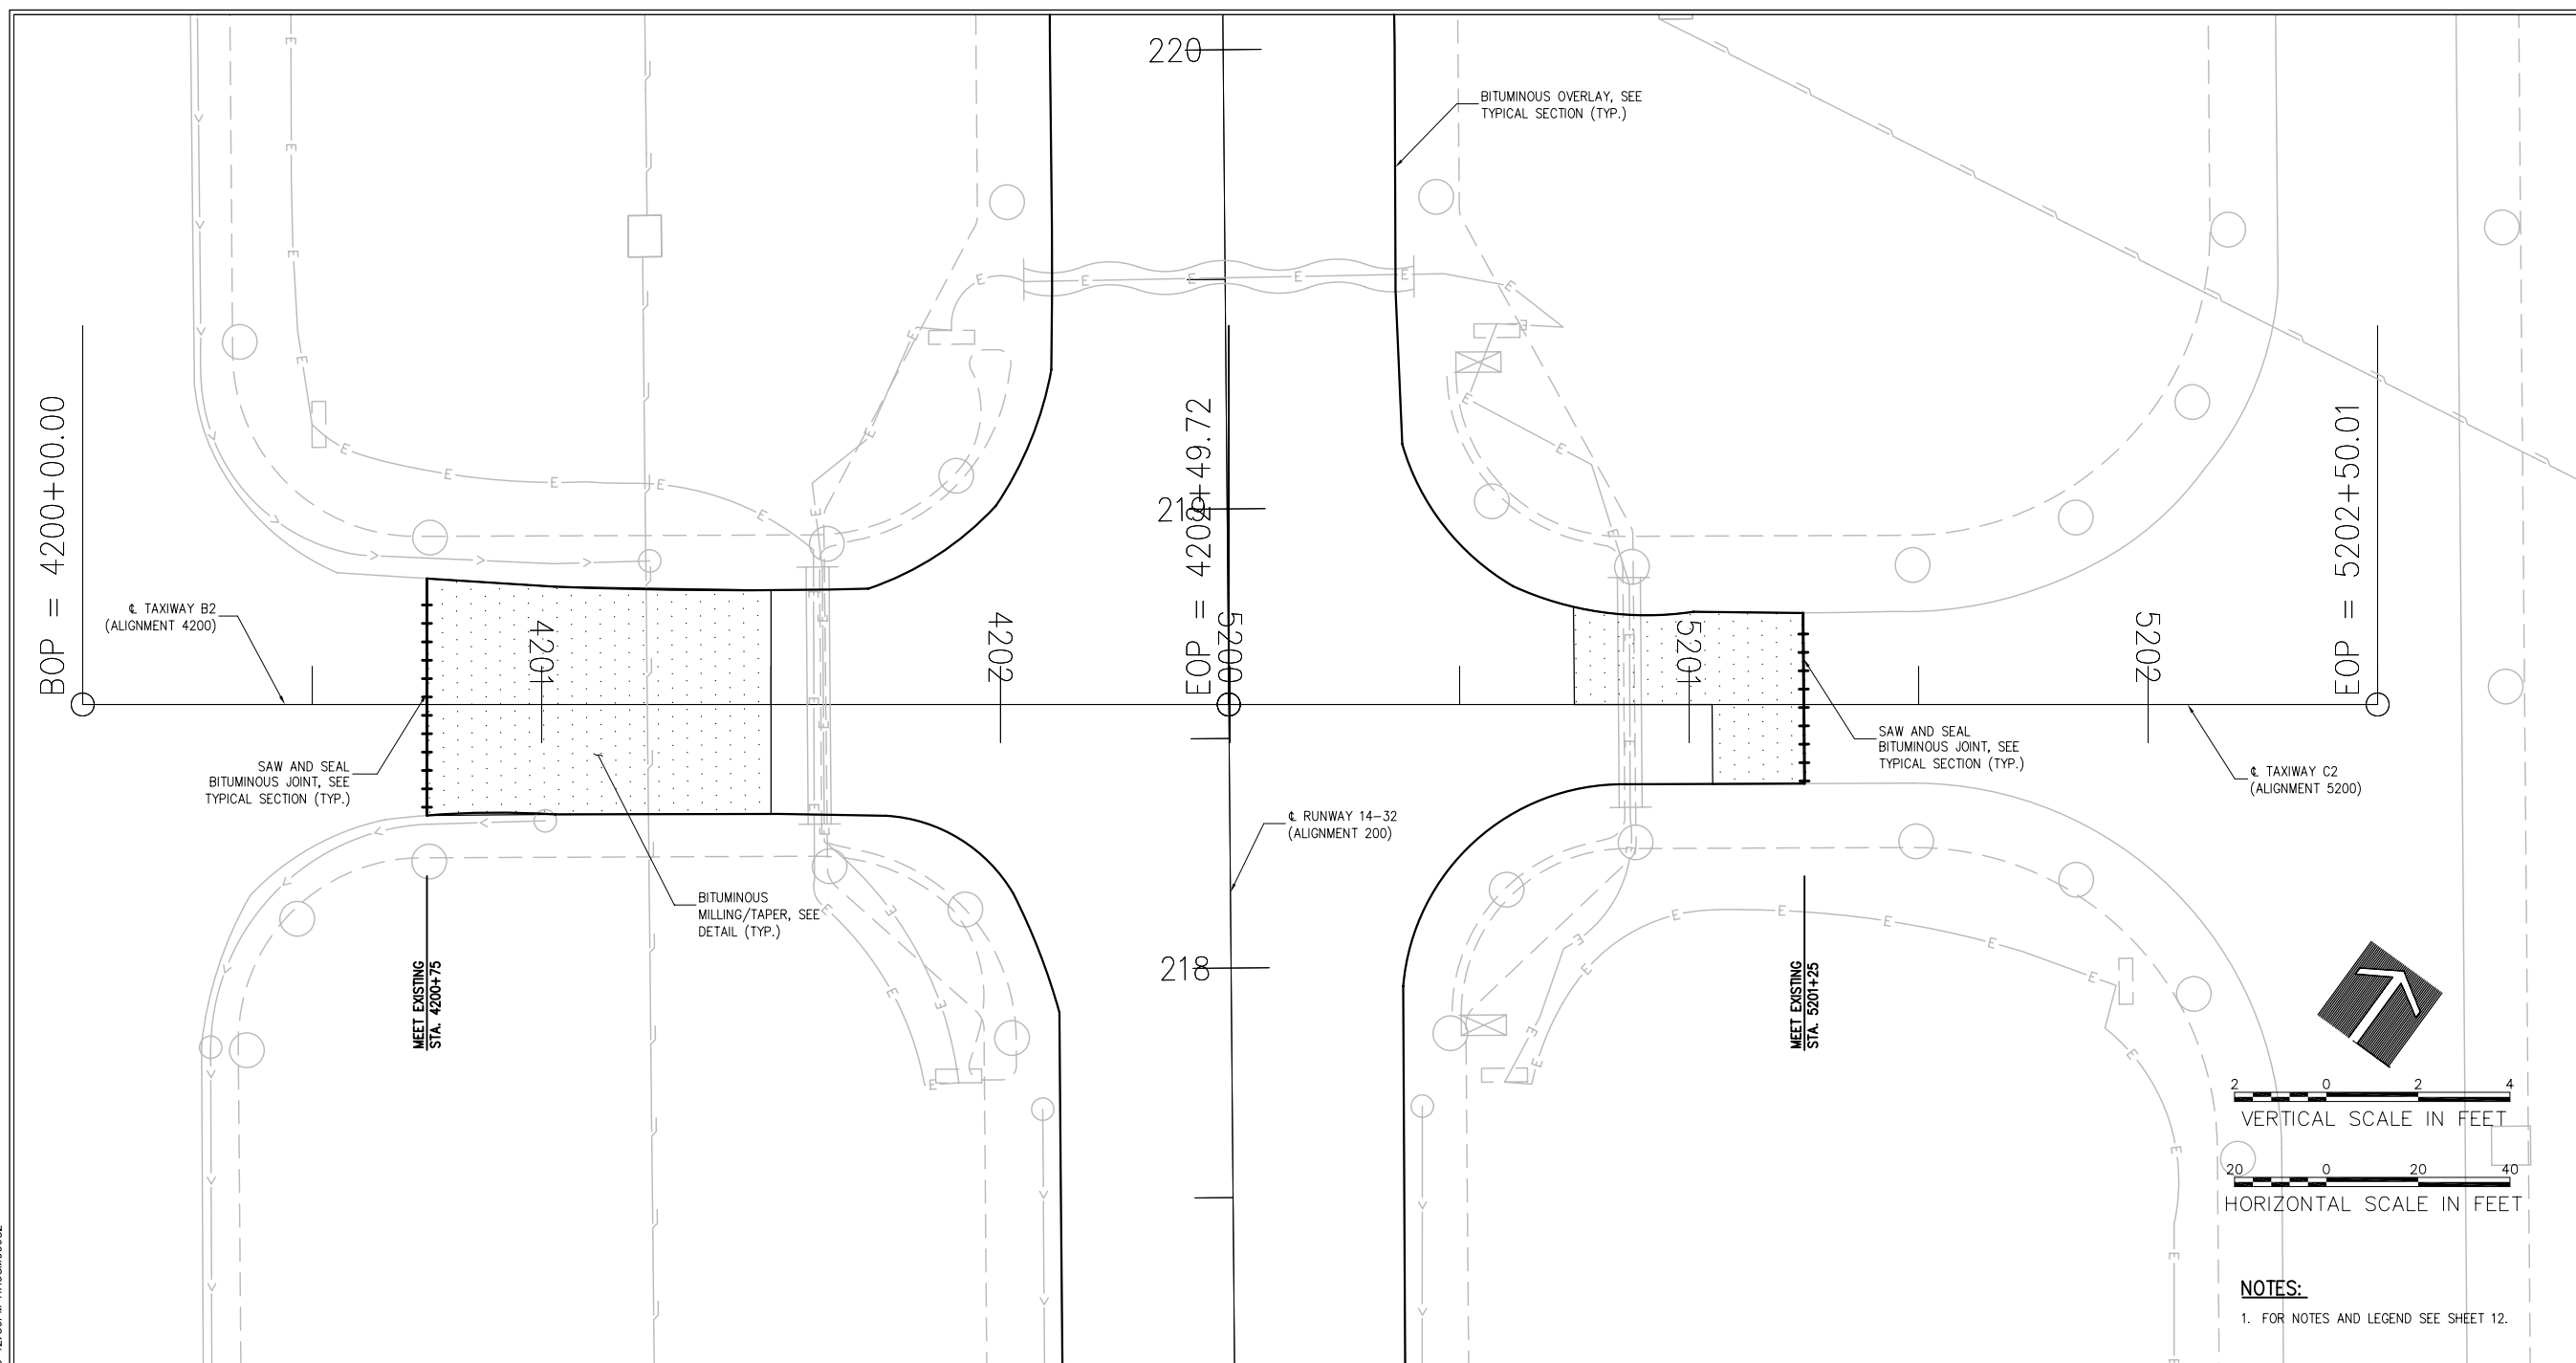 220
BITUMINOUS OVERLAY, SEE
TYPICAL SECTION (TYP.)
BOP = 4200+00.00
219
5200
EOP = 5202+50.01
℄ TAXIWAY B2
(ALIGNMENT 4200)
4201
4202
5201
5202
SAW AND SEAL
BITUMINOUS JOINT, SEE
TYPICAL SECTION (TYP.)
SAW AND SEAL
BITUMINOUS JOINT, SEE
TYPICAL SECTION (TYP.)
℄ TAXIWAY C2
(ALIGNMENT 5200)
℄ RUNWAY 14-32
(ALIGNMENT 200)
BITUMINOUS
MILLING/TAPER, SEE
DETAIL (TYP.)
218
MEET EXISTING
STA. 4200+75
MEET EXISTING
STA. 5201+25
2 0 2 4
VERTICAL SCALE IN FEET
20 0 20 40
HORIZONTAL SCALE IN FEET
NOTES:
1. FOR NOTES AND LEGEND SEE SHEET 12.